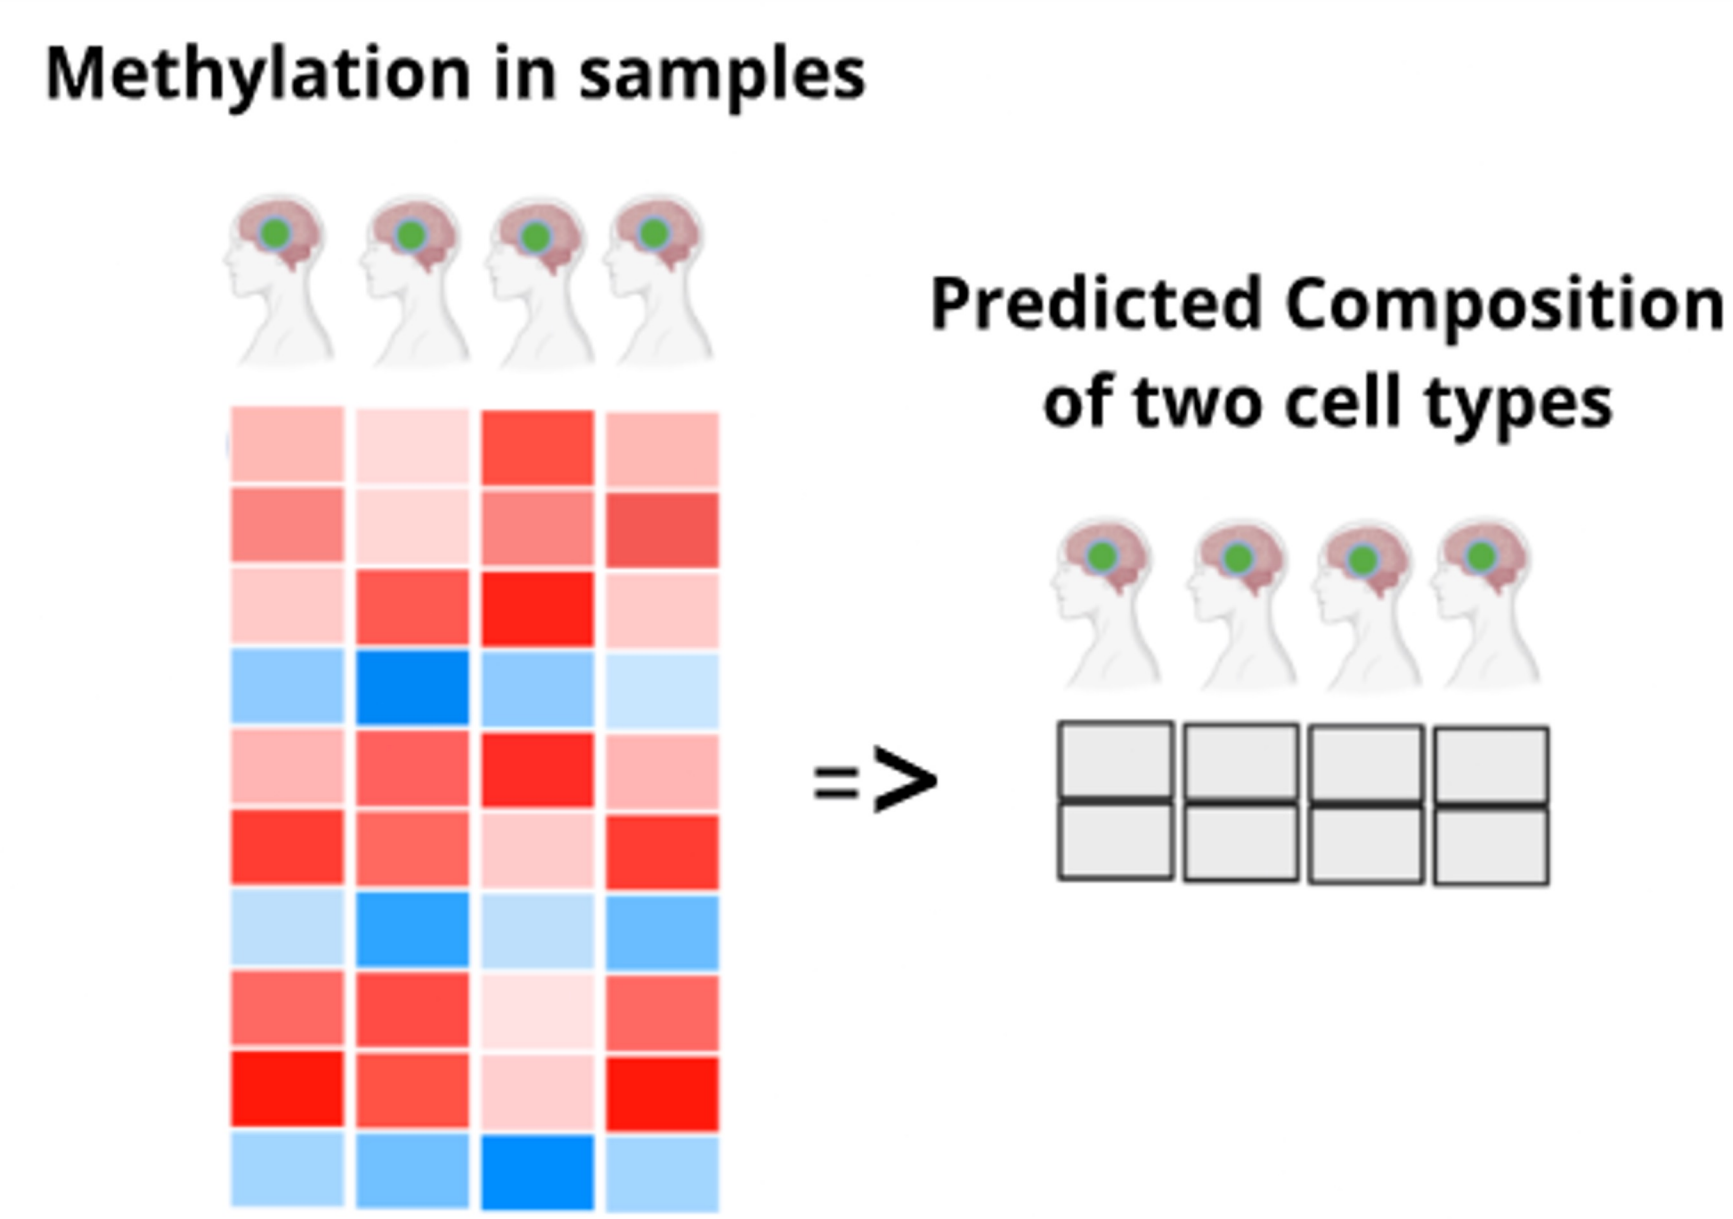 Methylation in samples
Predicted Composition
of two cell types
=>